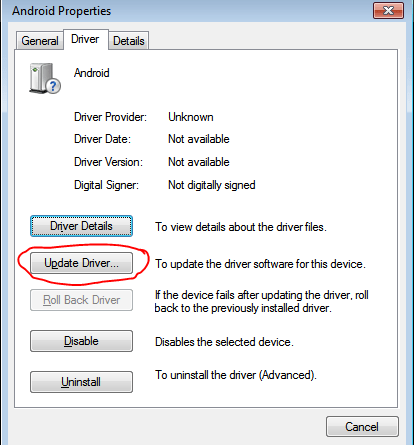 Android Properties
General Driver Details
Android
Driver Provider: Unknown
Driver Date: Not available
Driver Version: Not available
Digital Signer: Not digitally signed
Driver Details To view details about the driver files.
Update Driver... To update the driver software for this device.
Roll Back Driver If the device fails after updating the driver, roll
back to the previously installed driver.
Disable Disables the selected device.
Uninstall To uninstall the driver (Advanced).
Cancel